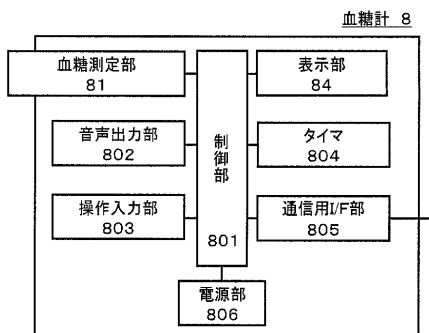 血糖計 8
血糖測定部
81
表示部
84
音声出力部
802
制御部
801
タイマ
804
操作入力部
803
通信用I/F部
805
電源部
806